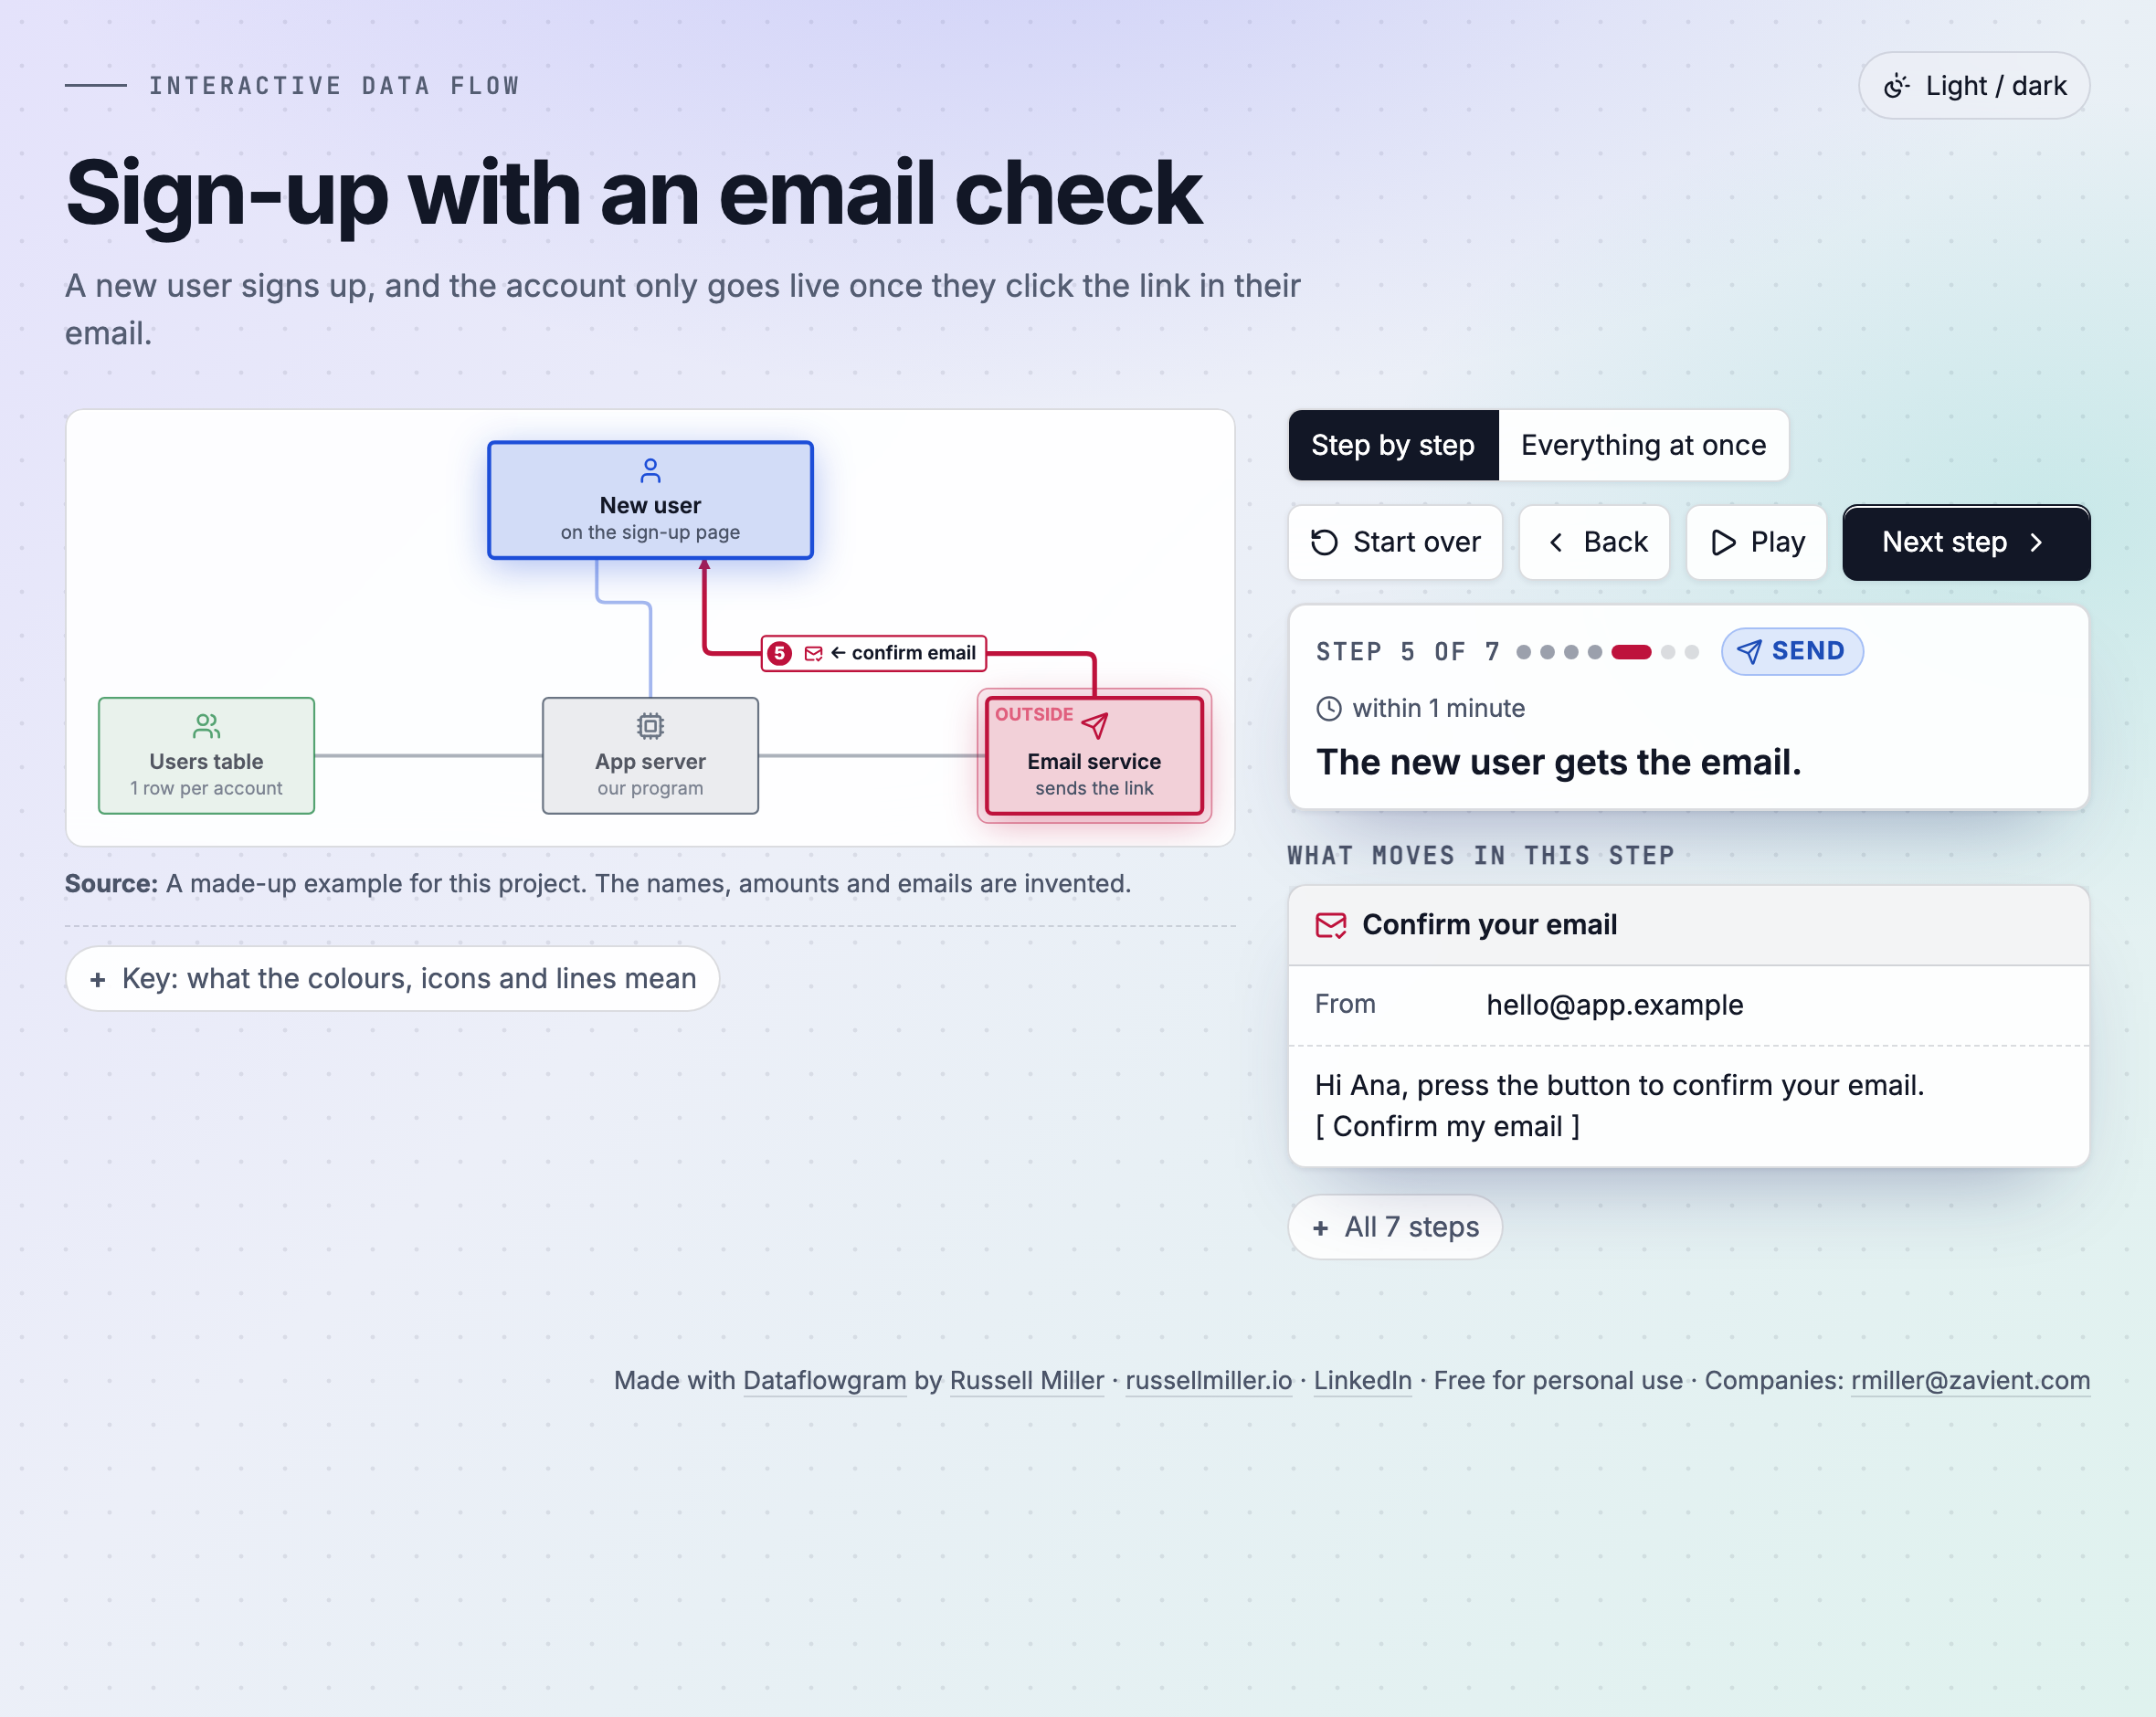 INTERACTIVE DATA FLOW
Light / dark
Sign-up with an email check
A new user signs up, and the account only goes live once they click the link in their
email.
New user
on the sign-up page
5 ← confirm email
Users table
1 row per account
App server
our program
OUTSIDE
Email service
sends the link
Source: A made-up example for this project. The names, amounts and emails are invented.
+ Key: what the colours, icons and lines mean
Step by step
Everything at once
Start over
Back
Play
Next step
STEP 5 OF 7
SEND
within 1 minute
The new user gets the email.
WHAT MOVES IN THIS STEP
Confirm your email
From hello@app.example
Hi Ana, press the button to confirm your email.
[ Confirm my email ]
+ All 7 steps
Made with Dataflowgram by Russell Miller · russellmiller.io · LinkedIn · Free for personal use · Companies: rmiller@zavient.com